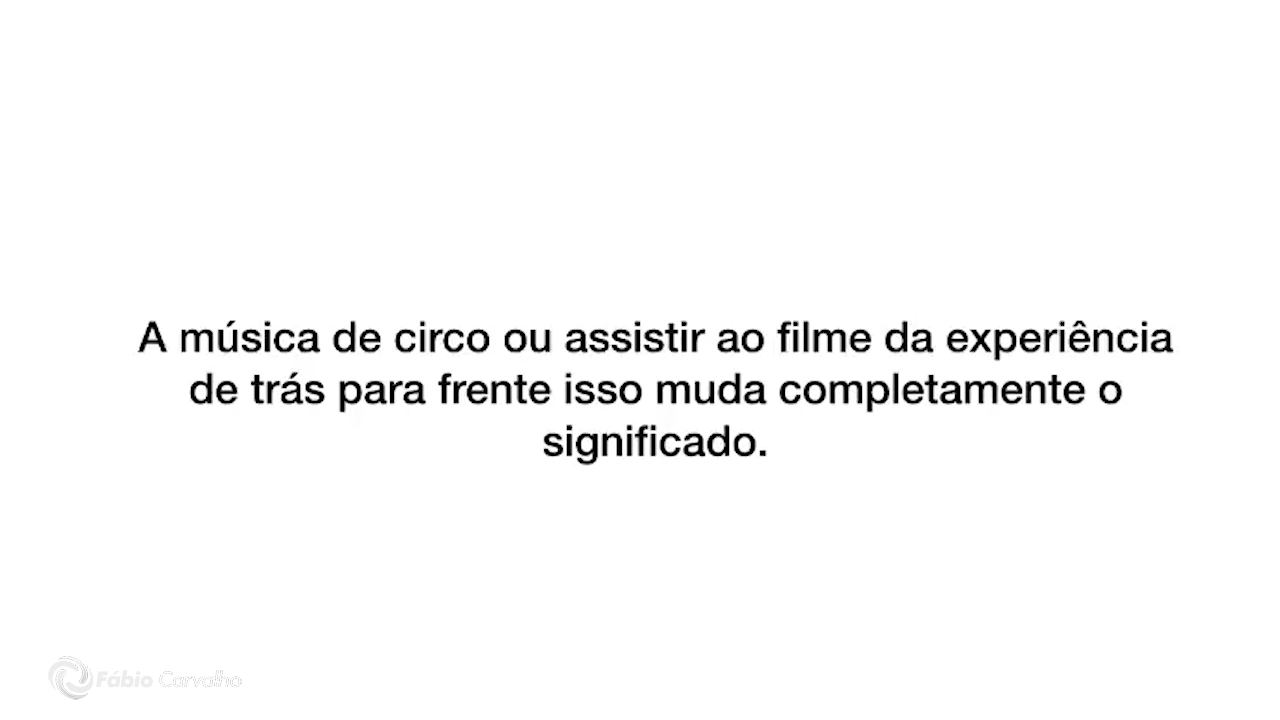 A música de circo ou assistir ao filme da experiência
de trás para frente isso muda completamente o
significado.
Fábio Carvalho